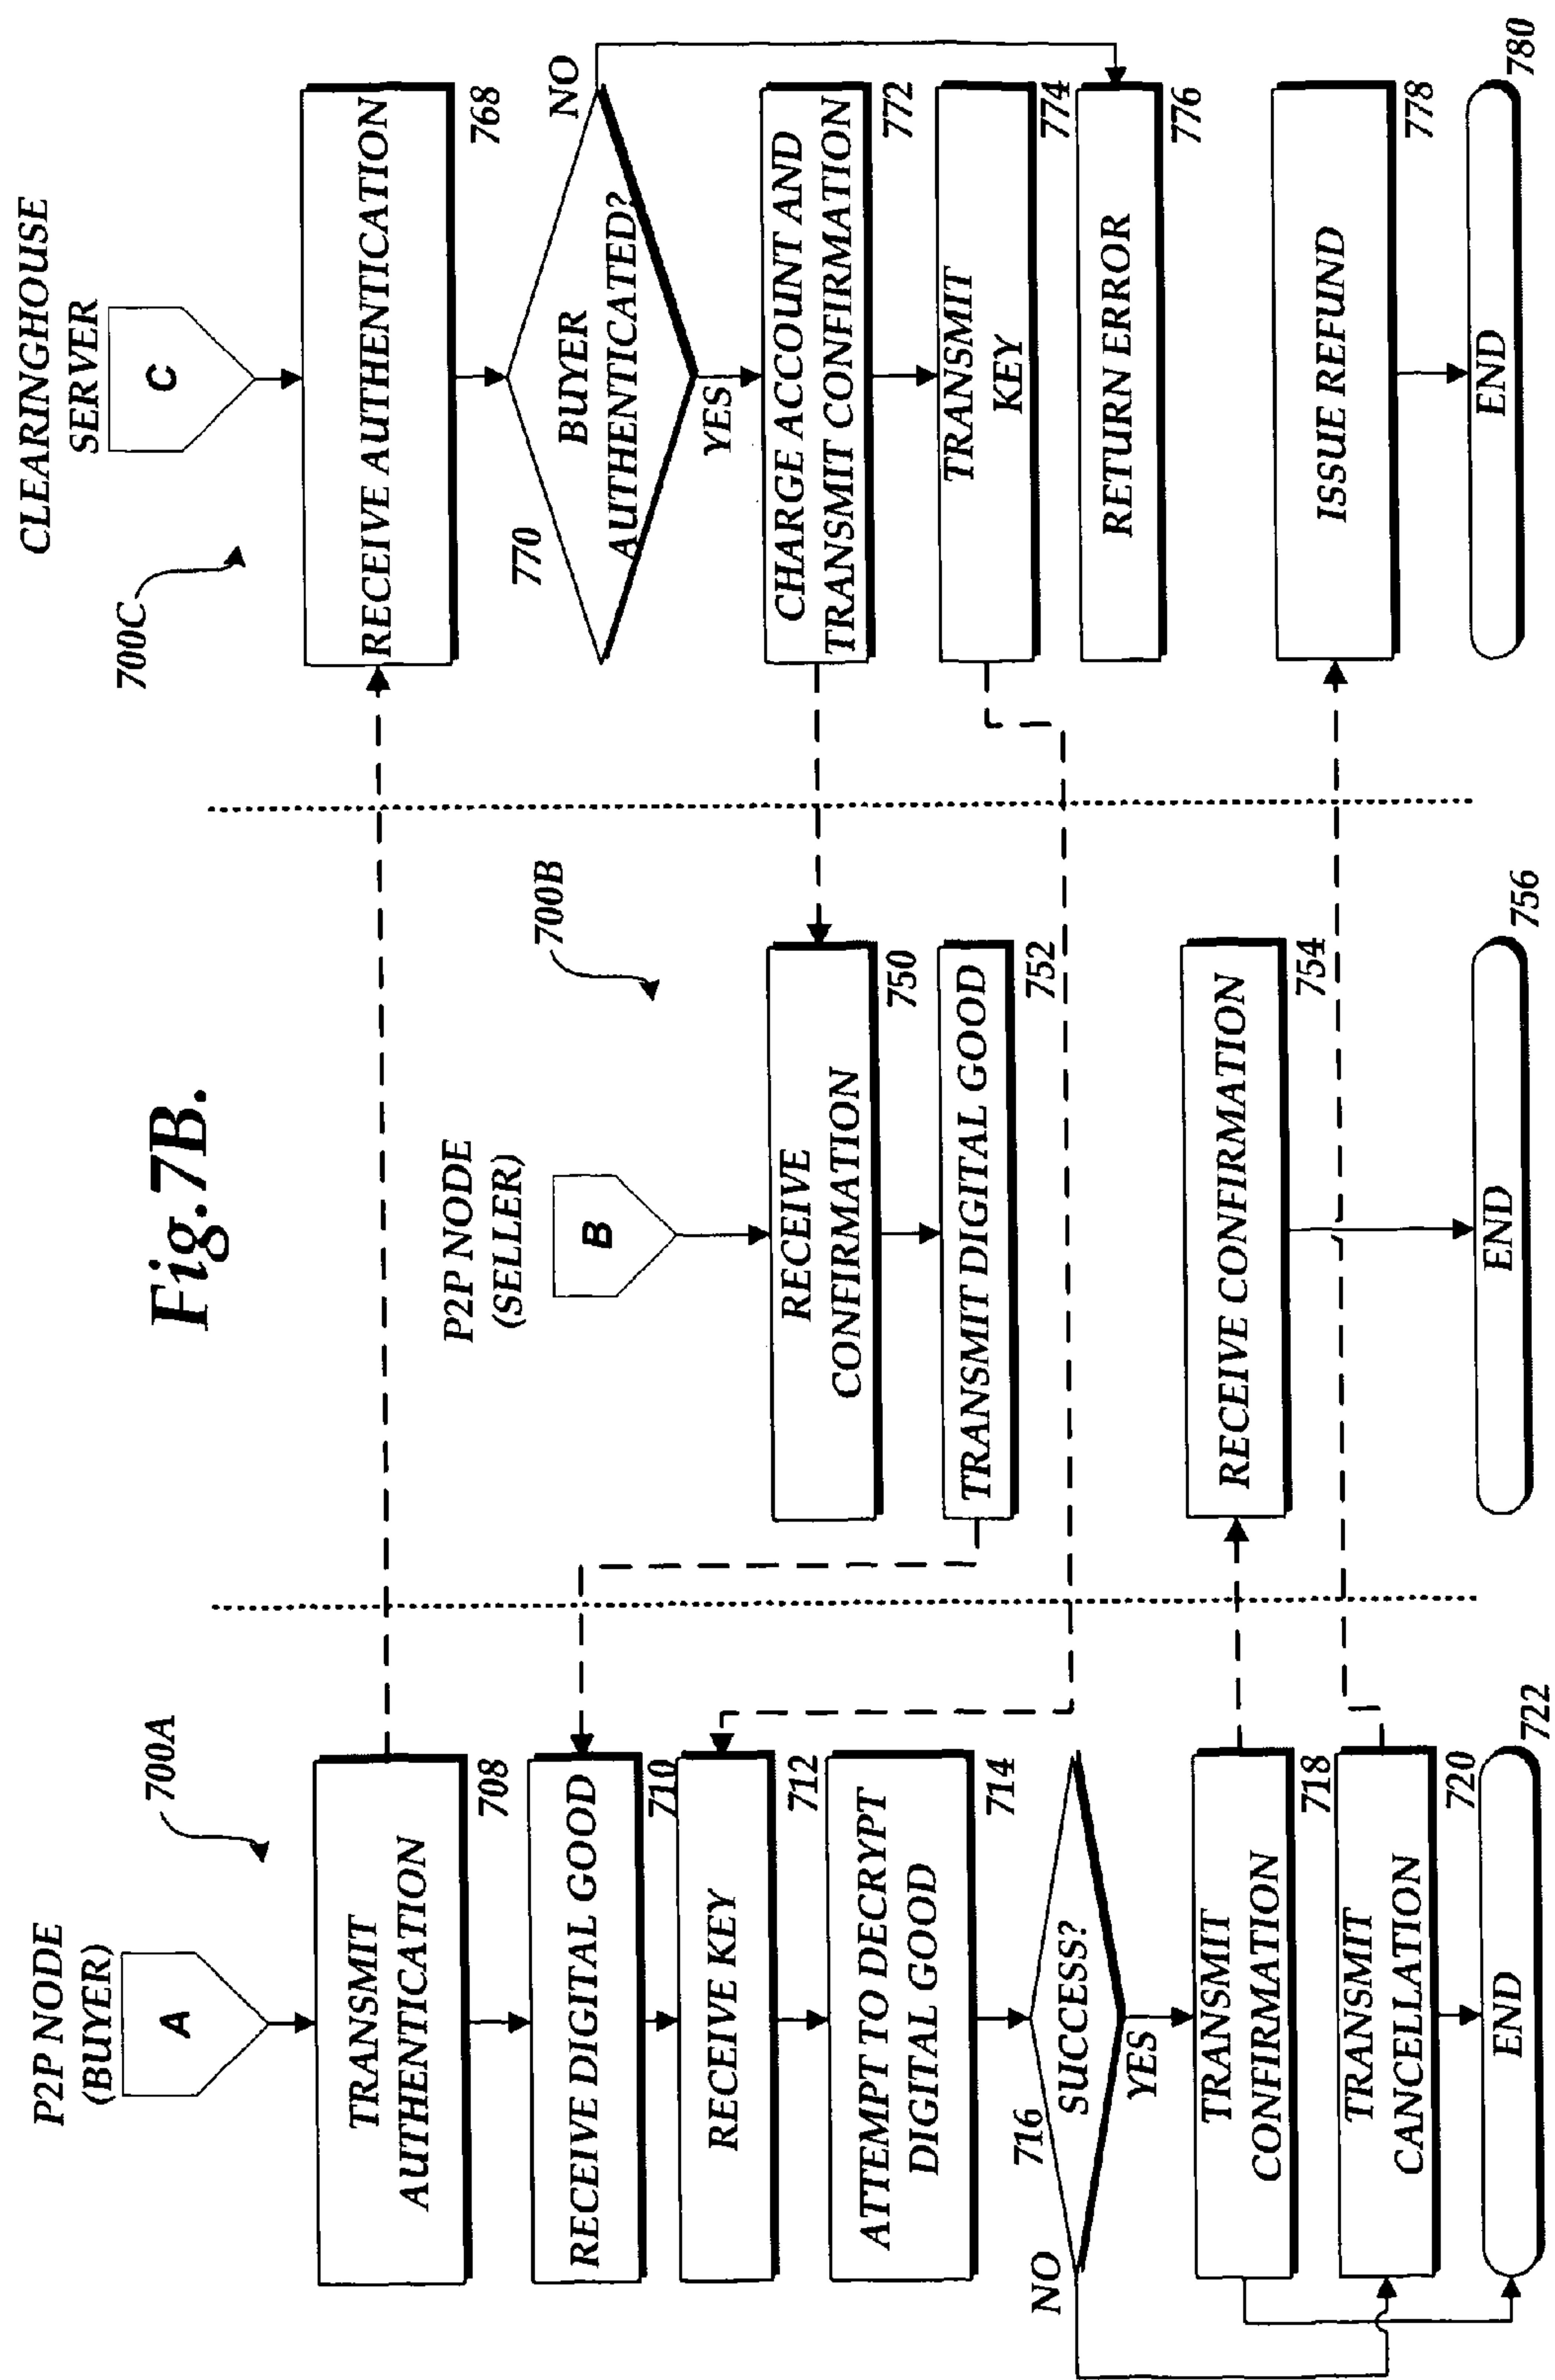 Fig.7B.
P2P NODE
(BUYER)
A
700A
TRANSMIT
AUTHENTICATION
708
RECEIVE DIGITAL GOOD
710
RECEIVE KEY
712
ATTEMPT TO DECRYPT
DIGITAL GOOD
714
716
SUCCESS?
NO
YES
TRANSMIT
CONFIRMATION
718
TRANSMIT
CANCELLATION
720
END
722
P2P NODE
(SELLER)
B
700B
RECEIVE
CONFIRMATION
750
TRANSMIT DIGITAL GOOD
752
RECEIVE CONFIRMATION
754
END
756
CLEARINGHOUSE
SERVER
C
700C
RECEIVE AUTHENTICATION
768
770
BUYER
AUTHENTICATED?
NO
YES
CHARGE ACCOUNT AND
TRANSMIT CONFIRMATION
772
TRANSMIT
KEY
774
RETURN ERROR
776
ISSUE REFUND
778
END
780